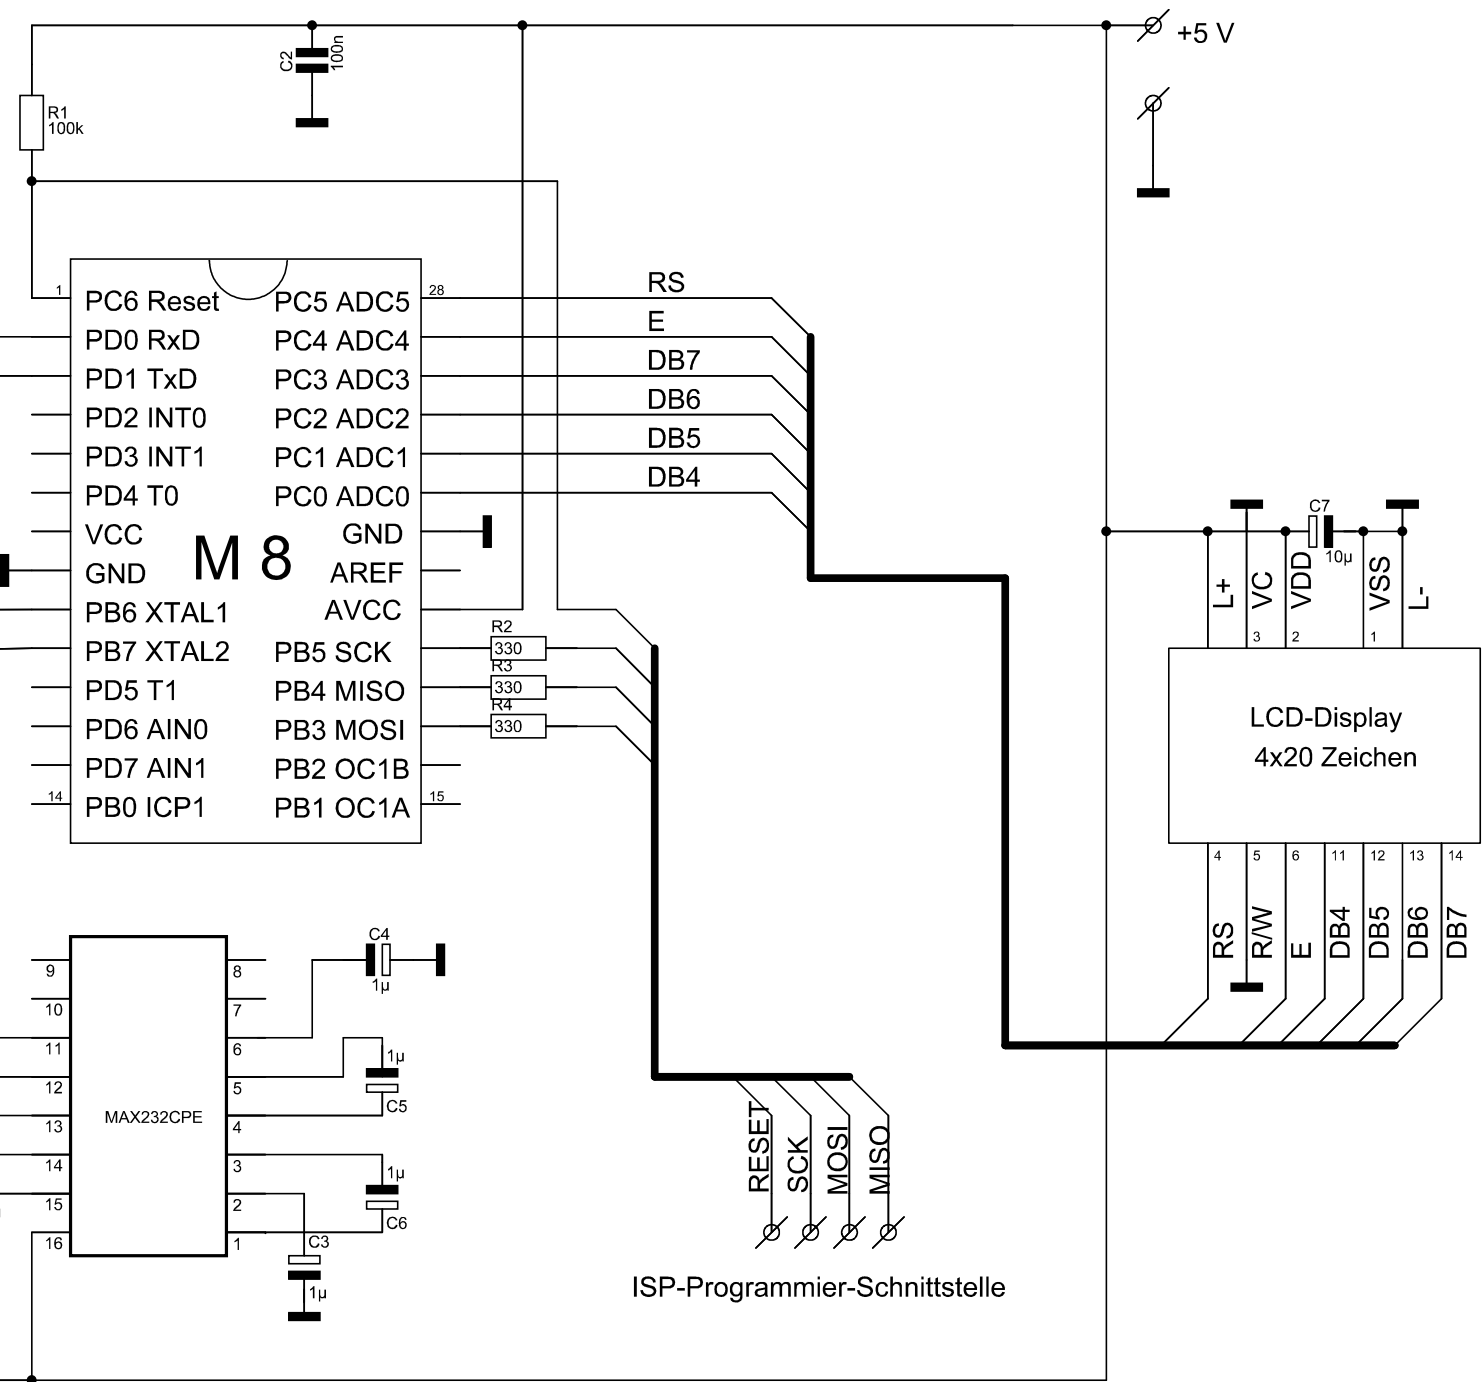 +5 V
C2
100n
R1
100k
1
PC6 Reset
PD0 RxD
PD1 TxD
PD2 INT0
PD3 INT1
PD4 T0
VCC
GND
PB6 XTAL1
PB7 XTAL2
PD5 T1
PD6 AIN0
PD7 AIN1
14
PB0 ICP1
M 8
28
PC5 ADC5
PC4 ADC4
PC3 ADC3
PC2 ADC2
PC1 ADC1
PC0 ADC0
GND
AREF
AVCC
PB5 SCK
PB4 MISO
PB3 MOSI
PB2 OC1B
15
PB1 OC1A
RS
E
DB7
DB6
DB5
DB4
R2
330
R3
330
R4
330
C7
10µ
L+
VC
VDD
VSS
L-
3
2
1
LCD-Display
4x20 Zeichen
4
5
6
11
12
13
14
RS
R/W
E
DB4
DB5
DB6
DB7
9
10
11
12
13
14
15
16
MAX232CPE
8
7
6
5
4
3
2
1
C4
1µ
1µ
C5
1µ
C6
C3
1µ
RESET
SCK
MOSI
MISO
ISP-Programmier-Schnittstelle